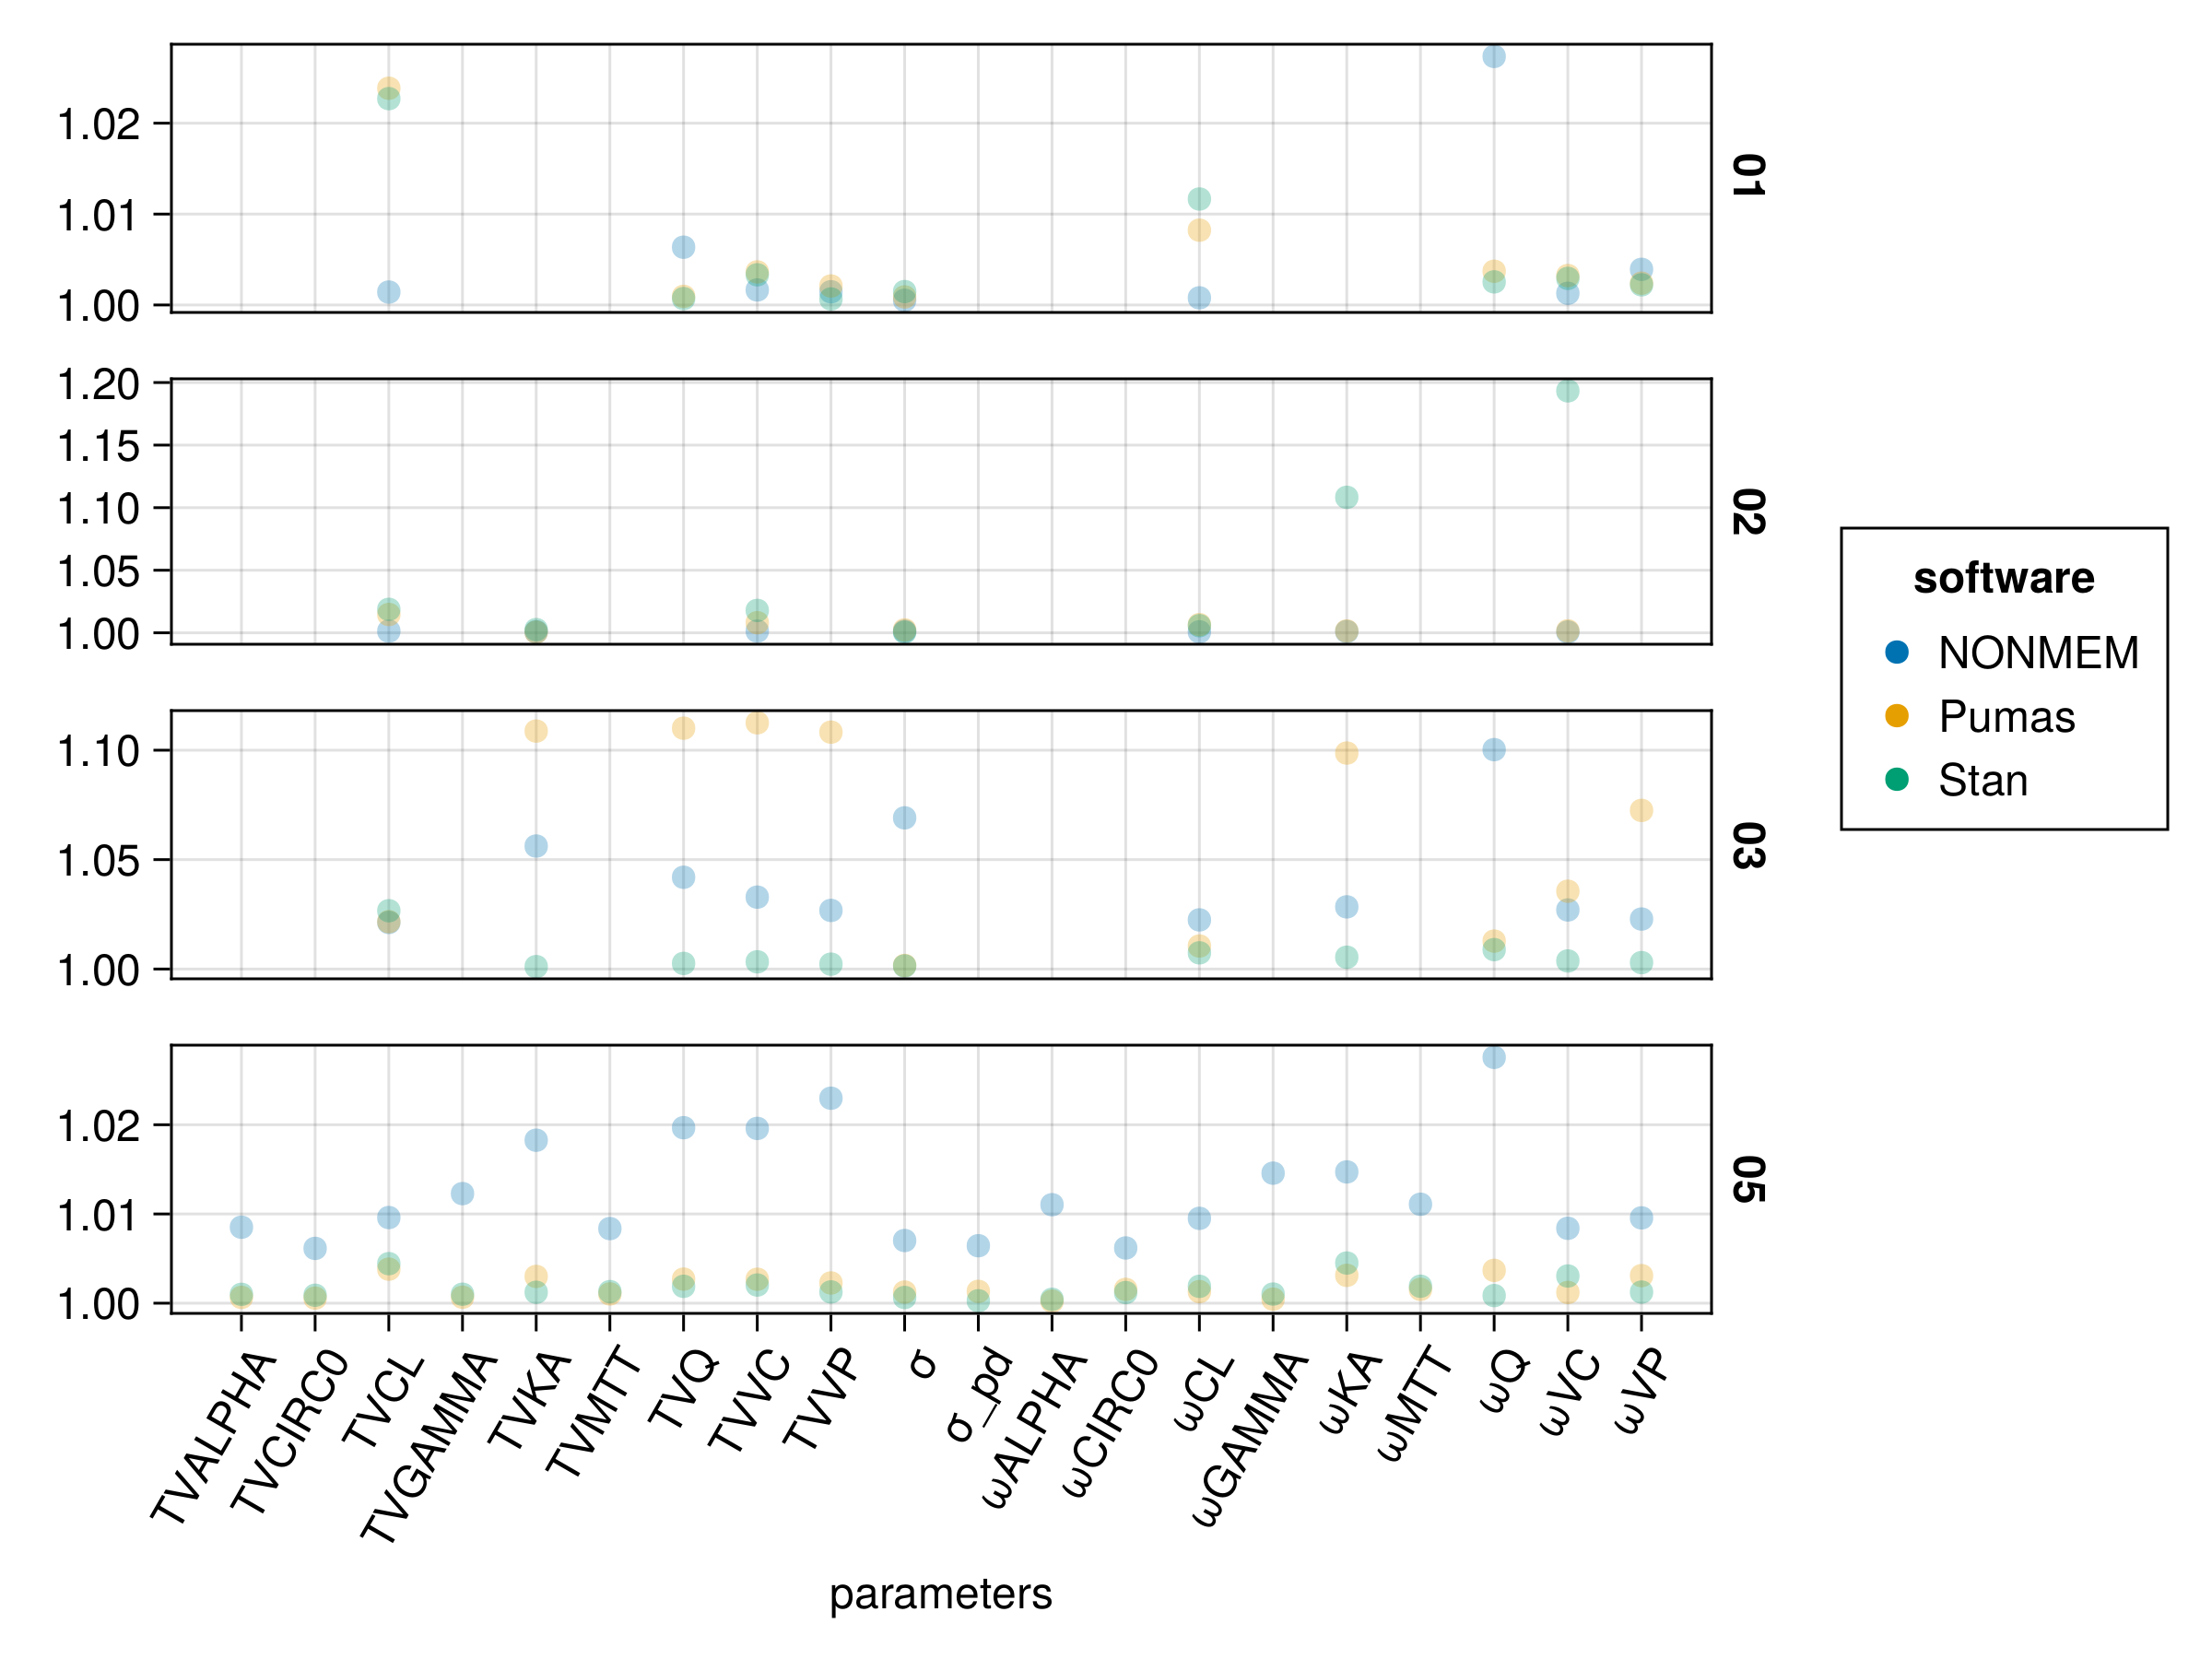 1.02
1.01
1.00
01
1.20
1.15
1.10
1.05
1.00
02
1.10
1.05
1.00
03
1.02
1.01
1.00
05
TVALPHA
TVCIRC0
TVCL
TVGAMMA
TVKA
TVMTT
TVQ
TVVC
TVVP
σ
σ_pd
ωALPHA
ωCIRC0
ωCL
ωGAMMA
ωKA
ωMTT
ωQ
ωVC
ωVP
parameters
software
NONMEM
Pumas
Stan